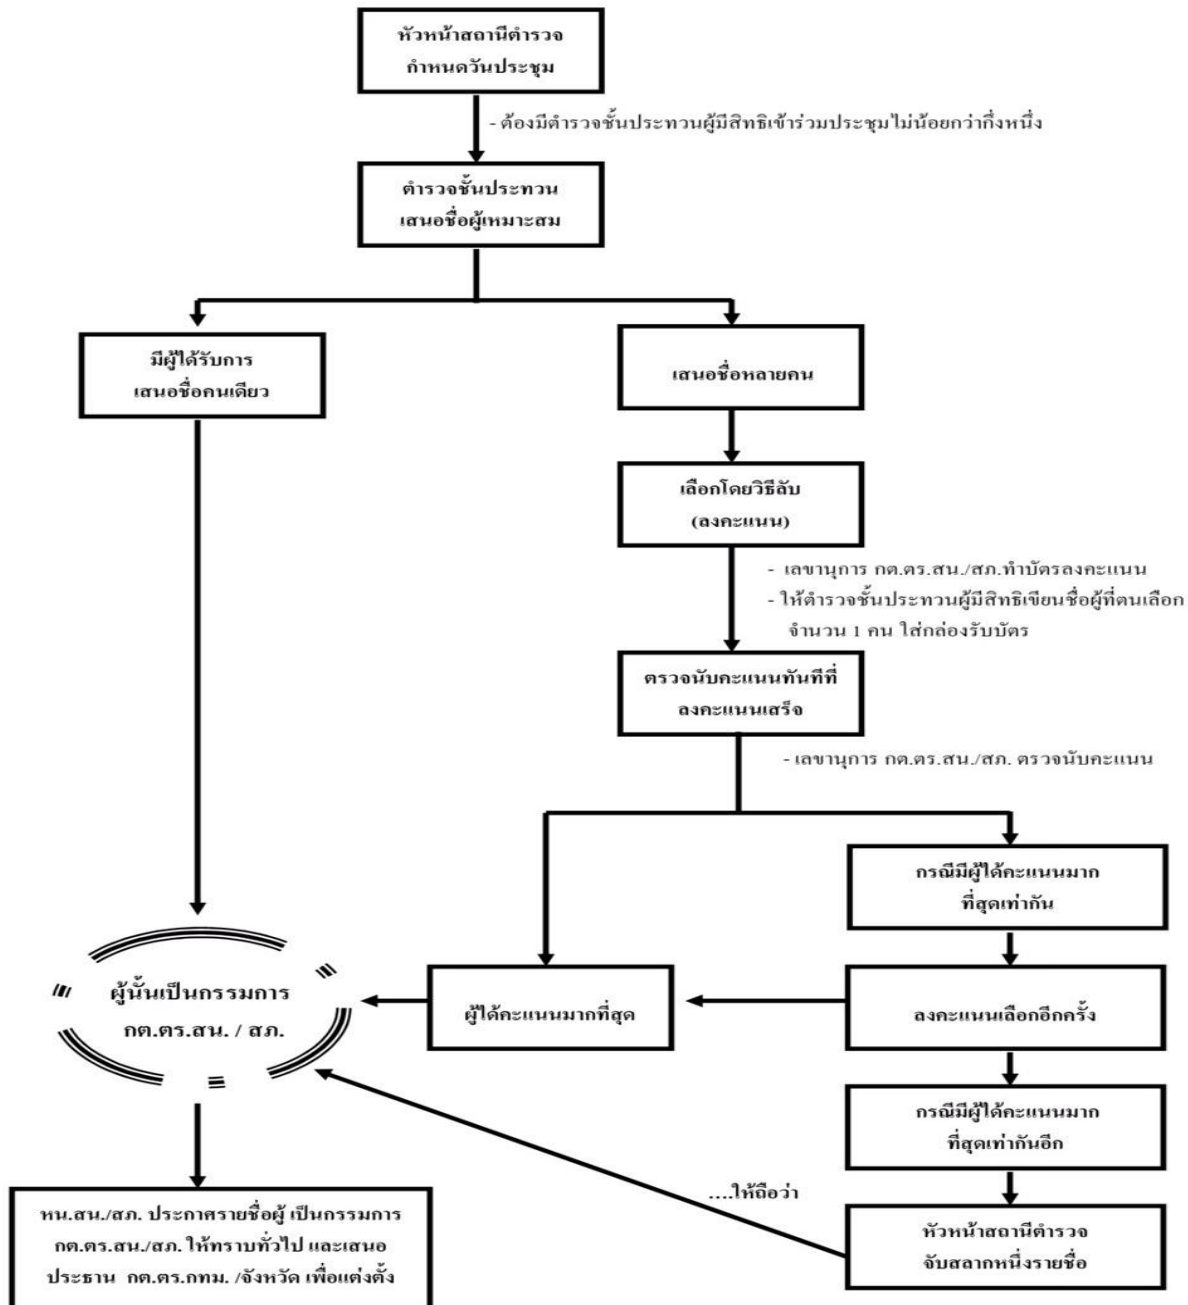 หัวหน้าสถานีตำรวจ
กำหนดวันประชุม
- ต้องมีตำรวจชั้นประทวนผู้มีสิทธิเข้าร่วมประชุมไม่น้อยกว่ากึ่งหนึ่ง
ตำรวจชั้นประทวน
เสนอชื่อผู้เหมาะสม
มีผู้ได้รับการ
เสนอชื่อคนเดียว
เสนอชื่อหลายคน
เลือกโดยวิธีลับ
(ลงคะแนน)
- เลขานุการ กต.ตร.สน./สภ.ทำบัตรลงคะแนน
- ให้ตำรวจชั้นประทวนผู้มีสิทธิเขียนชื่อผู้ที่ตนเลือก
จำนวน 1 คน ใส่กล่องรับบัตร
ตรวจนับคะแนนทันทีที่
ลงคะแนนเสร็จ
- เลขานุการ กต.ตร.สน./สภ. ตรวจนับคะแนน
กรณีมีผู้ได้คะแนนมาก
ที่สุดเท่ากัน
ผู้นั้นเป็นกรรมการ
กต.ตร.สน. / สภ.
ผู้ได้คะแนนมากที่สุด
ลงคะแนนเลือกอีกครั้ง
กรณีมีผู้ได้คะแนนมาก
ที่สุดเท่ากันอีก
....ให้ถือว่า
หัวหน้าสถานีตำรวจ
จับสลากหนึ่งรายชื่อ
หน.สน./สภ. ประกาศรายชื่อผู้ เป็นกรรมการ
กต.ตร.สน./สภ. ให้ทราบทั่วไป และเสนอ
ประธาน กต.ตร.กทม. /จังหวัด เพื่อแต่งตั้ง